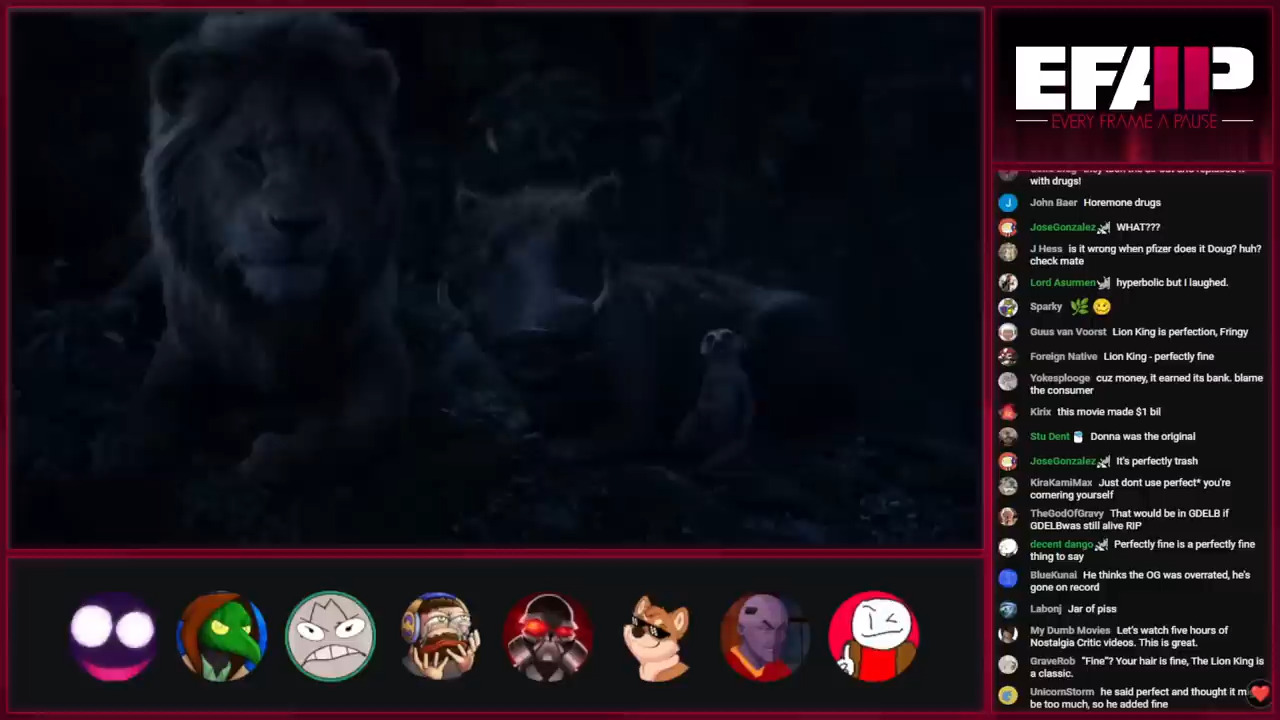 EFAP
EVERY FRAME A PAUSE
with drugs!
John Baer Horemone drugs
JoseGonzalez WHAT???
J Hess is it wrong when pfizer does it Doug? huh?
check mate
Lord Asurmen hyperbolic but I laughed.
Sparky
Guus van Voorst Lion King is perfection, Fringy
Foreign Native Lion King - perfectly fine
Yokesplooge cuz money, it earned its bank. blame
the consumer
Kirix this movie made $1 bil
Stu Dent Donna was the original
JoseGonzalez It's perfectly trash
KiraKamiMax Just dont use perfect* you're
cornering yourself
TheGodOfGravy That would be in GDELB if
GDELBwas still alive RIP
decent dango Perfectly fine is a perfectly fine
thing to say
BlueKunai He thinks the OG was overrated, he's
gone on record
Labonj Jar of piss
My Dumb Movies Let's watch five hours of
Nostalgia Critic videos. This is great.
GraveRob "Fine"? Your hair is fine, The Lion King is
a classic.
UnicornStorm he said perfect and thought it m
be too much, so he added fine